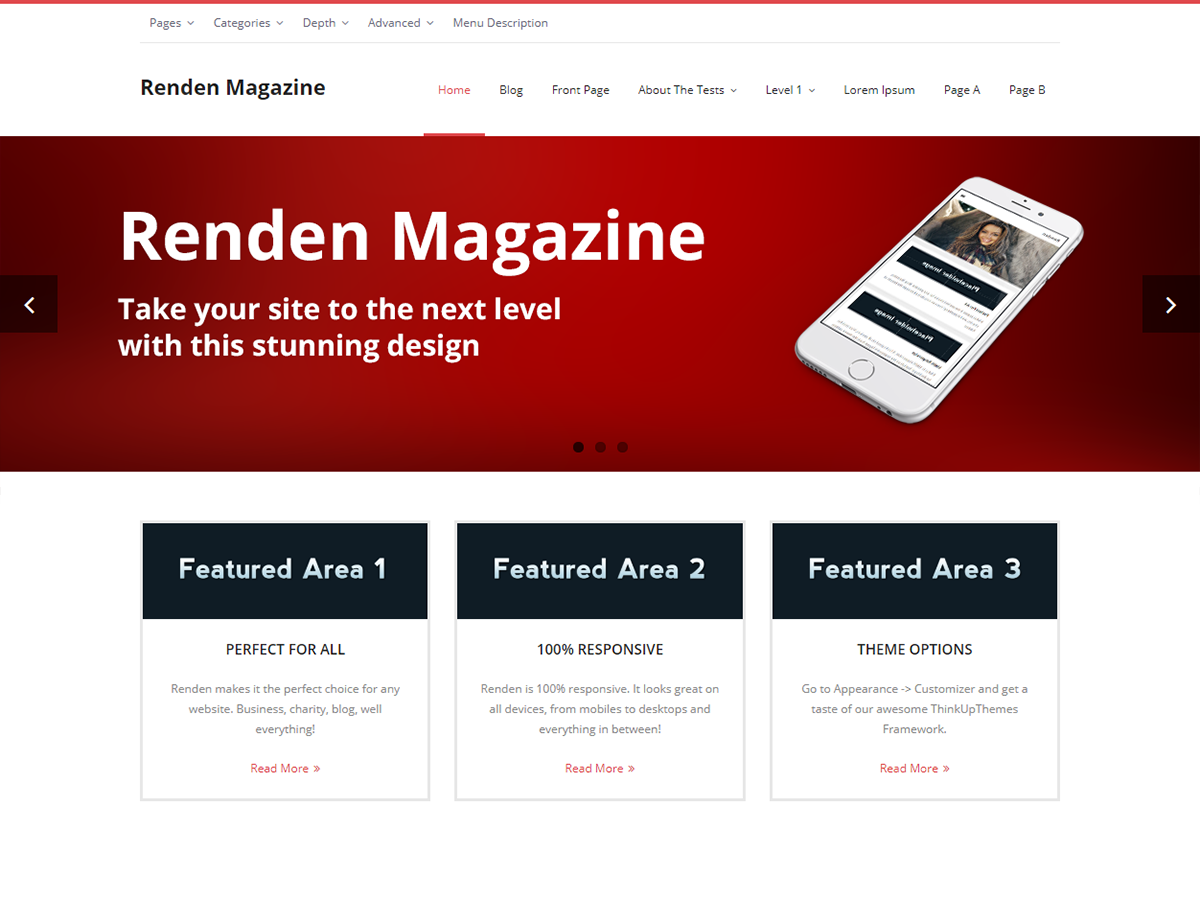 Pages Categories Depth Advanced Menu Description
Renden Magazine
Home Blog Front Page About The Tests Level 1 Lorem Ipsum Page A Page B
Renden Magazine
Take your site to the next level
with this stunning design
Placeholder Image
Placeholder Image
Featured Area 1
PERFECT FOR ALL
Renden makes it the perfect choice for any
website. Business, charity, blog, well
everything!
Read More »
Featured Area 2
100% RESPONSIVE
Renden is 100% responsive. It looks great on
all devices, from mobiles to desktops and
everything in between!
Read More »
Featured Area 3
THEME OPTIONS
Go to Appearance -> Customizer and get a
taste of our awesome ThinkUpThemes
Framework.
Read More »